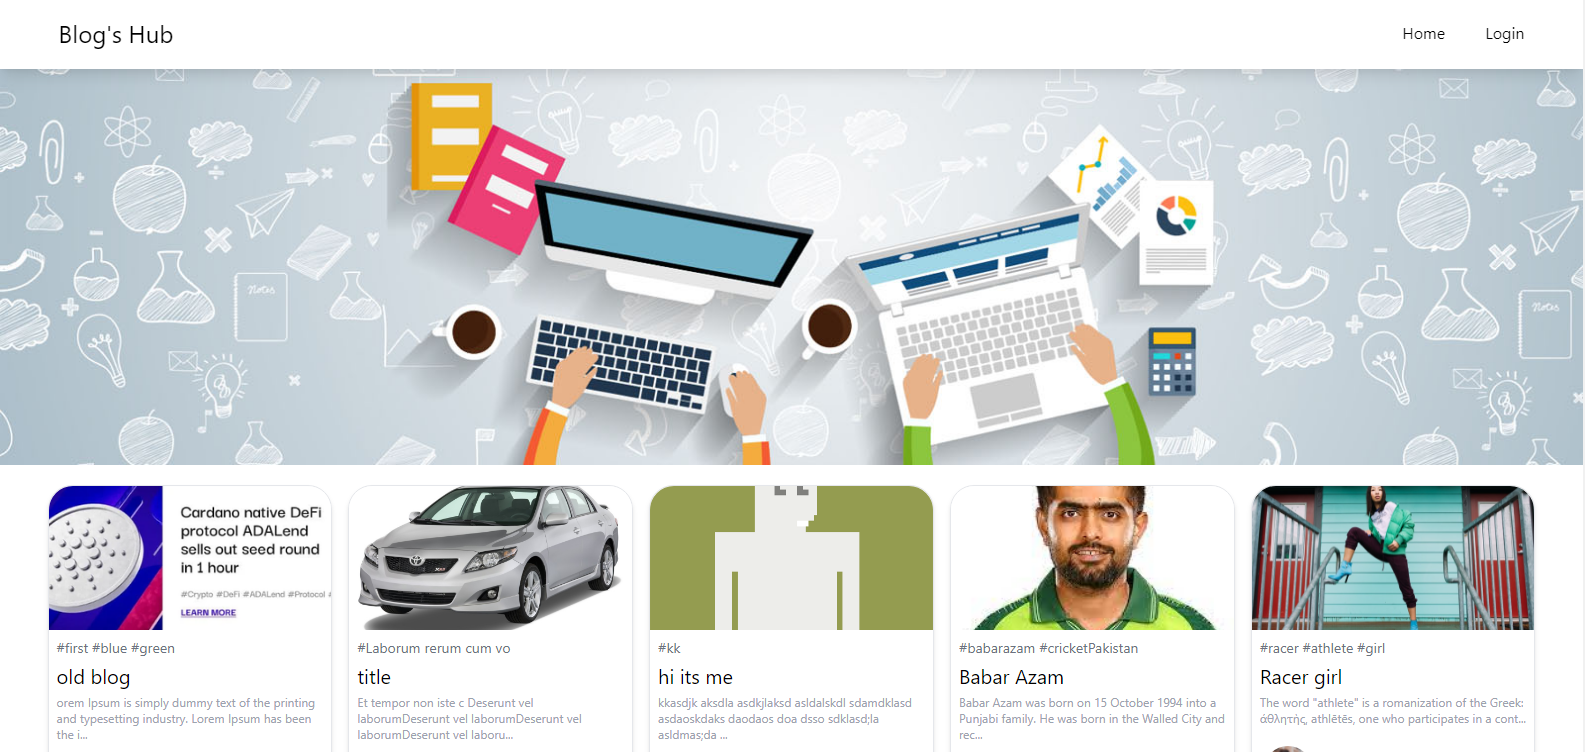 Blog's Hub
Home
Login
Notes
Notes
Cardano native DeFi
protocol ADALend
sells out seed round
in 1 hour
#Crypto #DeFi #ADALend #Protocol
LEARN MORE
#first #blue #green
old blog
orem Ipsum is simply dummy text of the printing
and typesetting industry. Lorem Ipsum has been
the i...
#Laborum rerum cum vo
title
Et tempor non iste c Deserunt vel
laborumDeserunt vel laborumDeserunt vel
laborumDeserunt vel laboru...
#kk
hi its me
kkasdjk aksdla asdkjlaksd asldalskdl sdamdklasd
asdaoskdaks daodaos doa dsso sdklasd;la
asldmas;da ...
#babarazam #cricketPakistan
Babar Azam
Babar Azam was born on 15 October 1994 into a
Punjabi family. He was born in the Walled City and
rec...
#racer #athlete #girl
Racer girl
The word "athlete" is a romanization of the Greek:
άθλητὴς, athlētēs, one who participates in a cont...